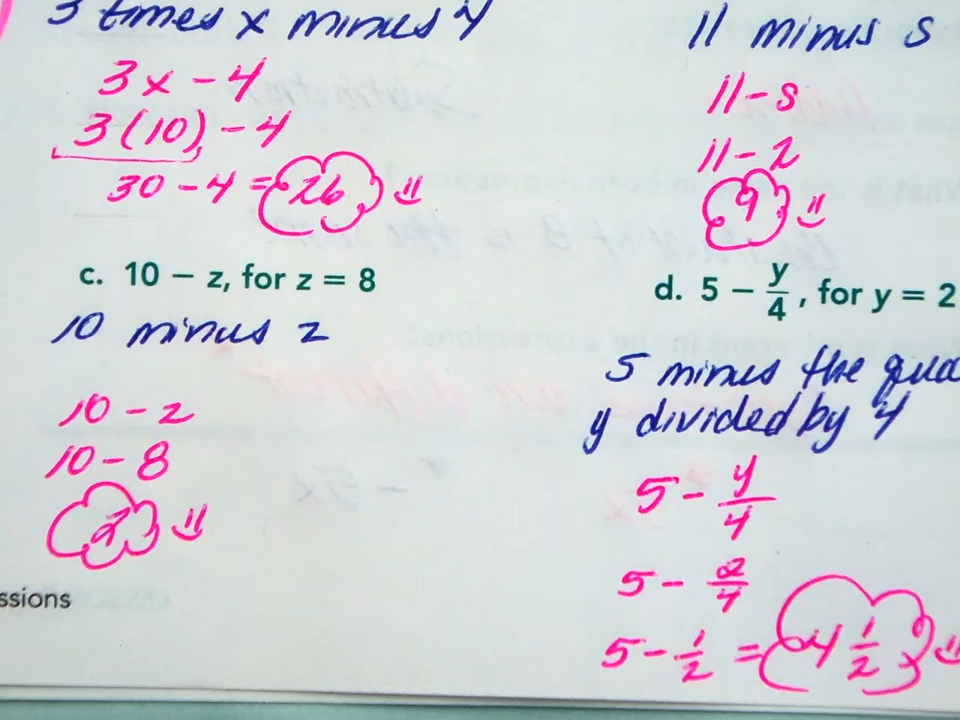 3 times x minus 4
3x - 4
3(10) - 4
30 - 4 = 26
11 minus s
11 - s
11 - 2
9
c. 10 − z, for z = 8
10 minus z
10 - z
10 - 8
2
d. 5 − y/4, for y = 2
5 minus the quo
y divided by 4
5 - y/4
5 - 2/4
5 - 1/2 = 4 1/2
ssions